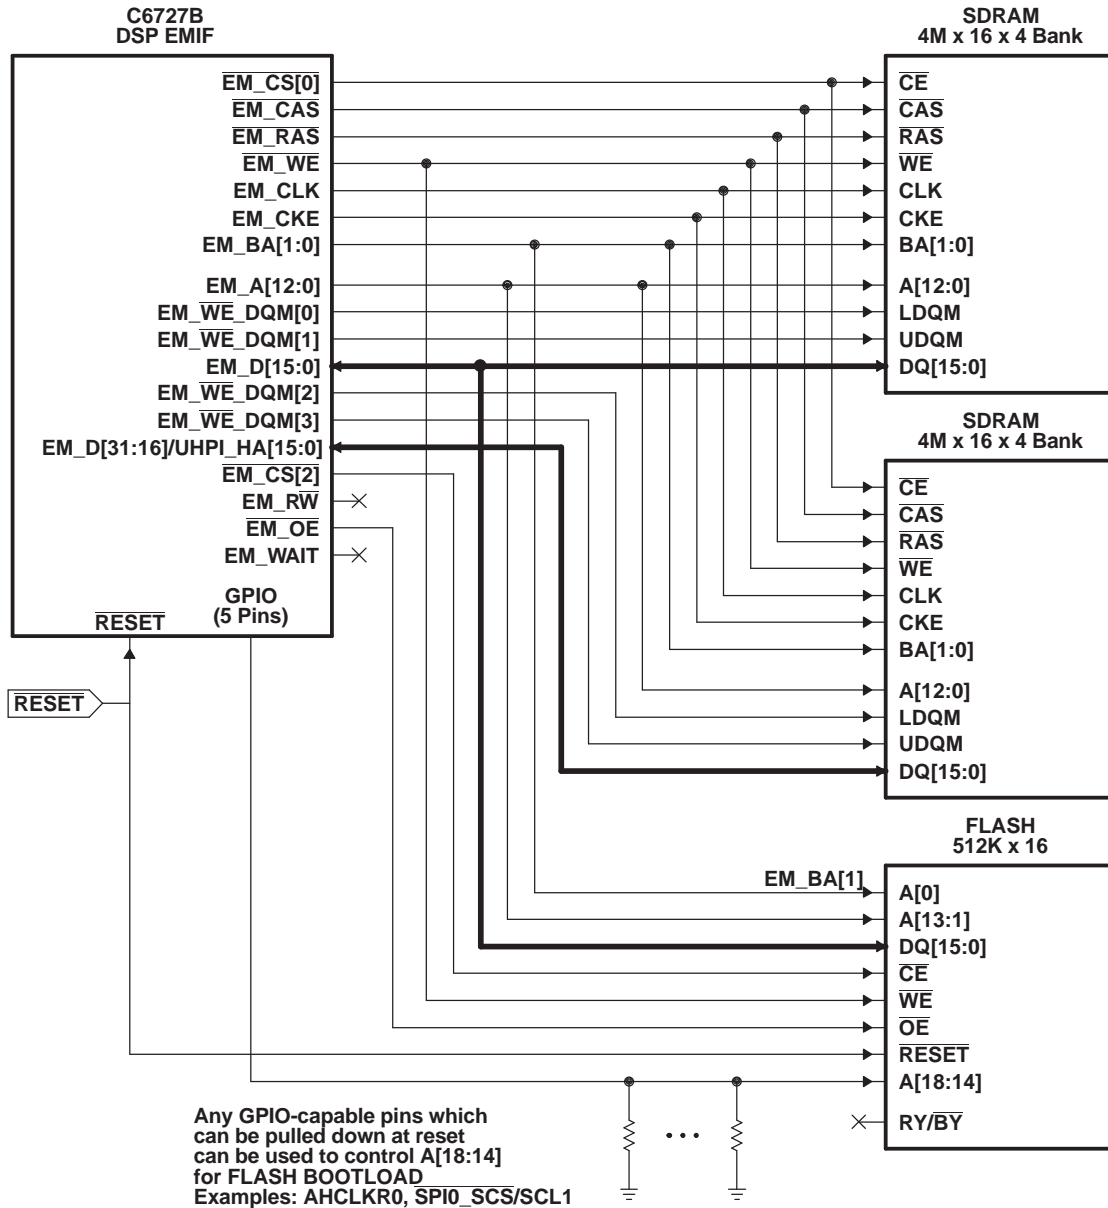 C6727B
DSP EMIF
EM_CS[0]
EM_CAS
EM_RAS
EM_WE
EM_CLK
EM_CKE
EM_BA[1:0]
EM_A[12:0]
EM_WE_DQM[0]
EM_WE_DQM[1]
EM_D[15:0]
EM_WE_DQM[2]
EM_WE_DQM[3]
EM_D[31:16]/UHPI_HA[15:0]
EM_CS[2]
EM_RW
EM_OE
EM_WAIT
GPIO
(5 Pins)
RESET
RESET
SDRAM
4M x 16 x 4 Bank
CE
CAS
RAS
WE
CLK
CKE
BA[1:0]
A[12:0]
LDQM
UDQM
DQ[15:0]
SDRAM
4M x 16 x 4 Bank
CE
CAS
RAS
WE
CLK
CKE
BA[1:0]
A[12:0]
LDQM
UDQM
DQ[15:0]
FLASH
512K x 16
EM_BA[1]
A[0]
A[13:1]
DQ[15:0]
CE
WE
OE
RESET
A[18:14]
RY/BY
Any GPIO-capable pins which
can be pulled down at reset
can be used to control A[18:14]
for FLASH BOOTLOAD
Examples: AHCLKR0, SPI0_SCS/SCL1